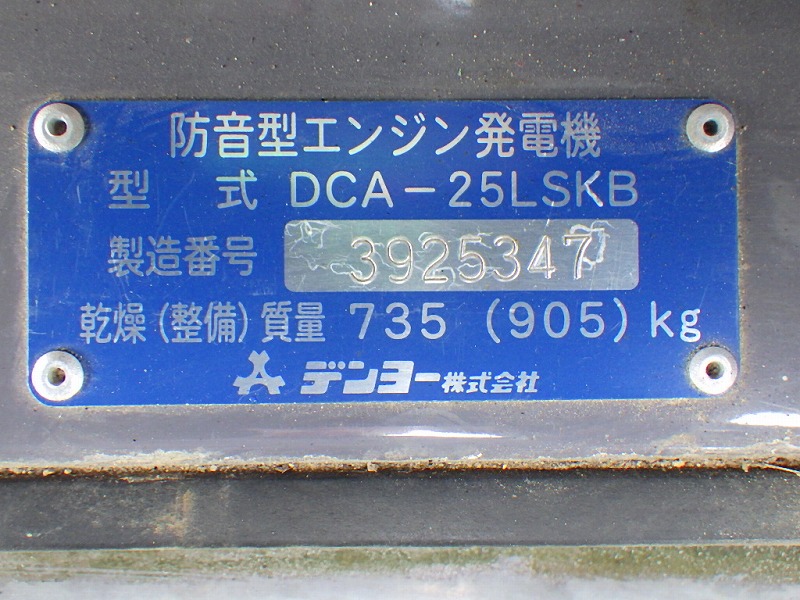 防音型エンジン発電機
型 式 DCA-25LSKB
製造番号 3925347
乾燥(整備)質量 735 (905) kg
デンヨー株式会社